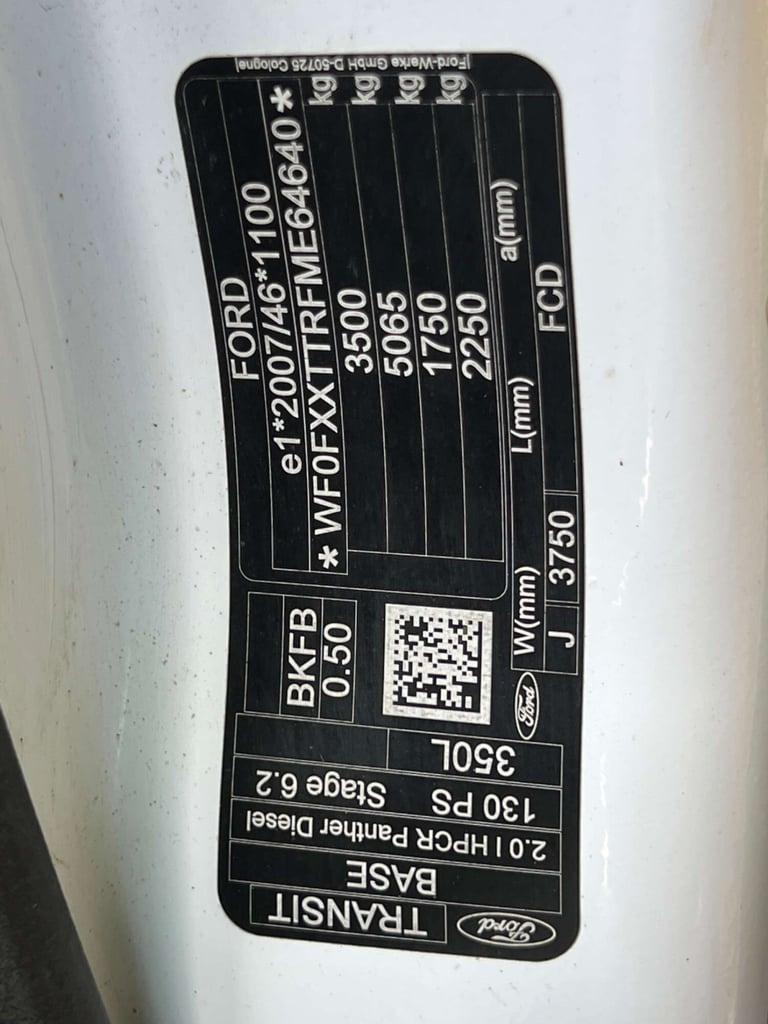 Ford-Werke GmbH D-50725 Cologne
FORD
e1*2007/46*1100
*WF0FXXTTRFME64640*
3500 kg
5065 kg
1750 kg
2250 kg
W(mm) L(mm) a(mm)
J 3750 FCD
BKFB
0.50
Ford
Ford TRANSIT
BASE
2.0 l HPCR Panther Diesel
130 PS Stage 6.2
350L